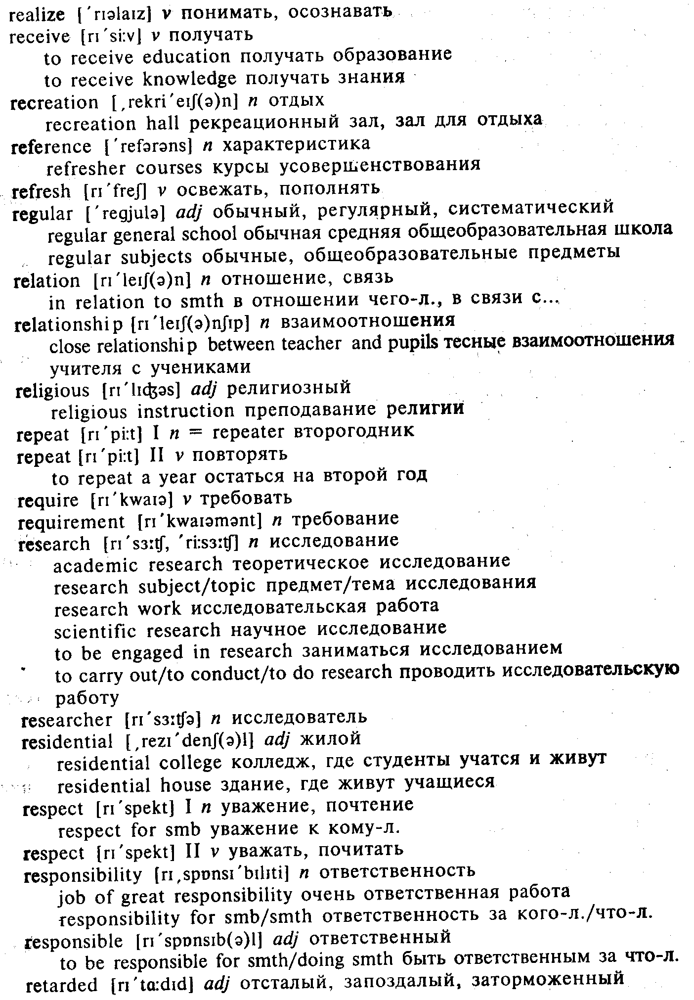 realize [ˈrɪəlaɪz] v понимать, осознавать
receive [rɪˈsi:v] v получать
to receive education получать образование
to receive knowledge получать знания
recreation [ˌrekriˈeɪʃ(ə)n] n отдых
recreation hall рекреационный зал, зал для отдыха
reference [ˈrefərəns] n характеристика
refresher courses курсы усовершенствования
refresh [rɪˈfreʃ] v освежать, пополнять
regular [ˈregjulə] adj обычный, регулярный, систематический
regular general school обычная средняя общеобразовательная школа
regular subjects обычные, общеобразовательные предметы
relation [rɪˈleɪʃ(ə)n] n отношение, связь
in relation to smth в отношении чего-л., в связи с...
relationship [rɪˈleɪʃ(ə)nʃɪp] n взаимоотношения
close relationship between teacher and pupils тесные взаимоотношения
учителя с учениками
religious [rɪˈlɪʤəs] adj религиозный
religious instruction преподавание религии
repeat [rɪˈpi:t] I n = repeater второгодник
repeat [rɪˈpi:t] II v повторять
to repeat a year остаться на второй год
require [rɪˈkwaɪə] v требовать
requirement [rɪˈkwaɪəmənt] n требование
research [rɪˈsɜ:ʧ, ˈri:sɜ:ʧ] n исследование
academic research теоретическое исследование
research subject/topic предмет/тема исследования
research work исследовательская работа
scientific research научное исследование
to be engaged in research заниматься исследованием
to carry out/to conduct/to do research проводить исследовательскую
работу
researcher [rɪˈsɜ:ʧə] n исследователь
residential [ˌrezɪˈdenʃ(ə)l] adj жилой
residential college колледж, где студенты учатся и живут
residential house здание, где живут учащиеся
respect [rɪˈspekt] I n уважение, почтение
respect for smb уважение к кому-л.
respect [rɪˈspekt] II v уважать, почитать
responsibility [rɪˌspɒnsɪˈbɪlɪti] n ответственность
job of great responsibility очень ответственная работа
responsibility for smb/smth ответственность за кого-л./что-л.
responsible [rɪˈspɒnsɪb(ə)l] adj ответственный
to be responsible for smth/doing smth быть ответственным за что-л.
retarded [rɪˈtɑ:dɪd] adj отсталый, запоздалый, заторможенный